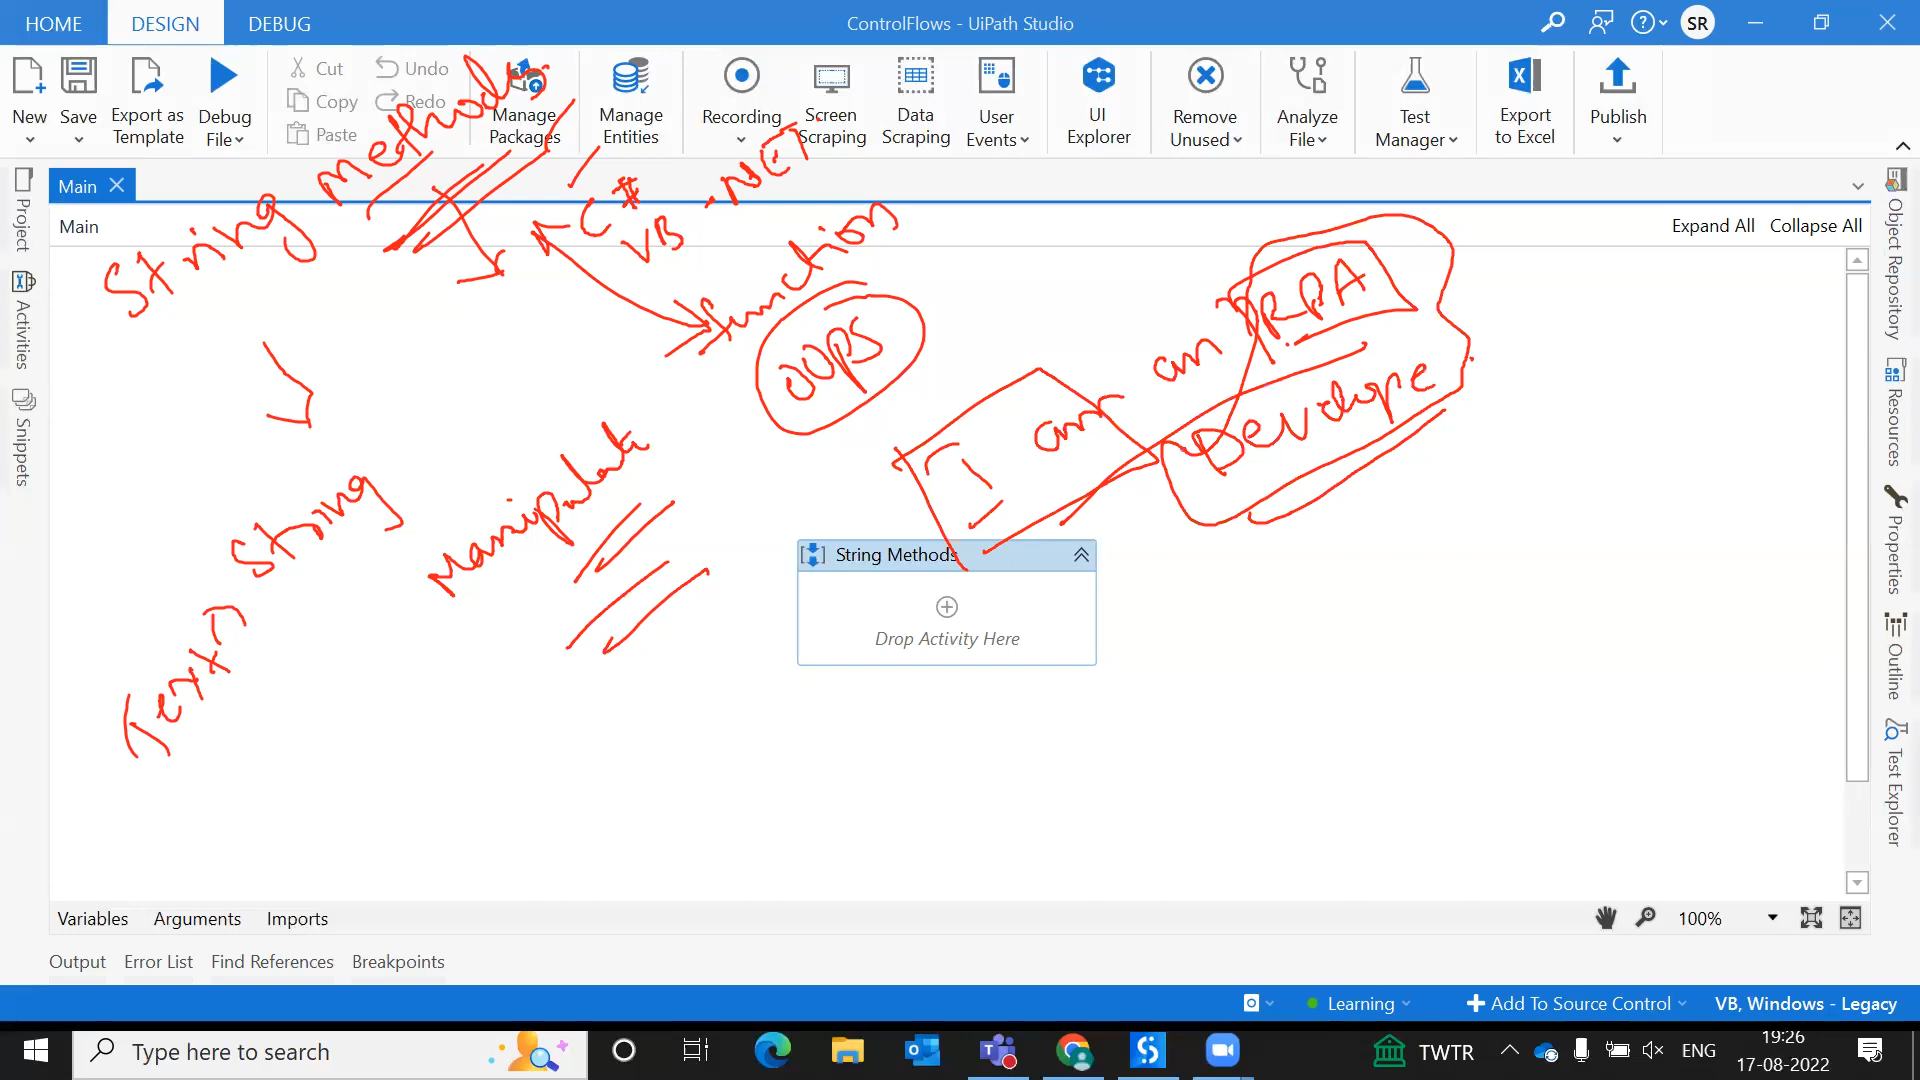 HOME DESIGN DEBUG ControlFlows - UiPath Studio SR
New Save Export as Template Debug File Cut Copy Paste Undo Redo Manage Packages Manage Entities Recording Screen Scraping Data Scraping User Events UI Explorer Remove Unused Analyze File Test Manager Export to Excel Publish
Main
Main Expand All Collapse All
Project
Activities
Snippets
String methods
C#
VB .NET
function
OOPS
I am an RPA
Develope
Manipulate
String
Text
String Methods
Drop Activity Here
Object Repository
Resources
Properties
Outline
Test Explorer
Variables Arguments Imports 100%
Output Error List Find References Breakpoints
Learning Add To Source Control VB, Windows - Legacy
Type here to search TWTR ENG 19:26
17-08-2022